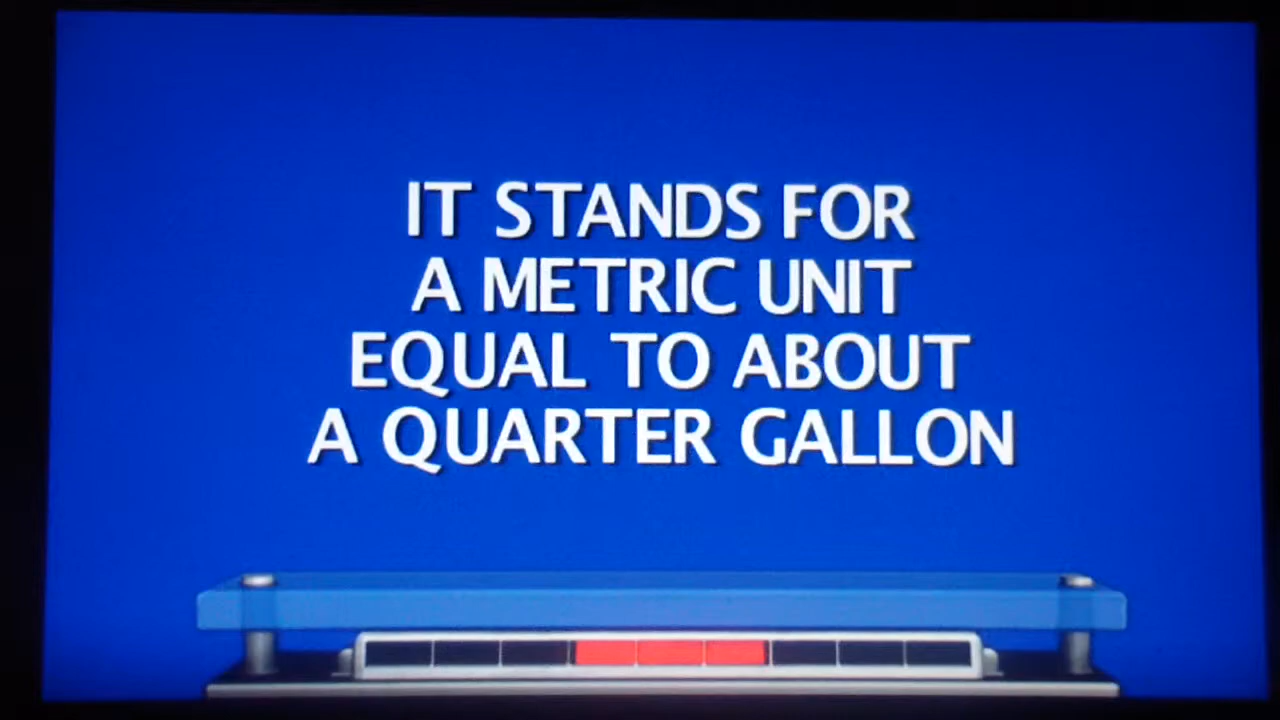 IT STANDS FOR
A METRIC UNIT
EQUAL TO ABOUT
A QUARTER GALLON